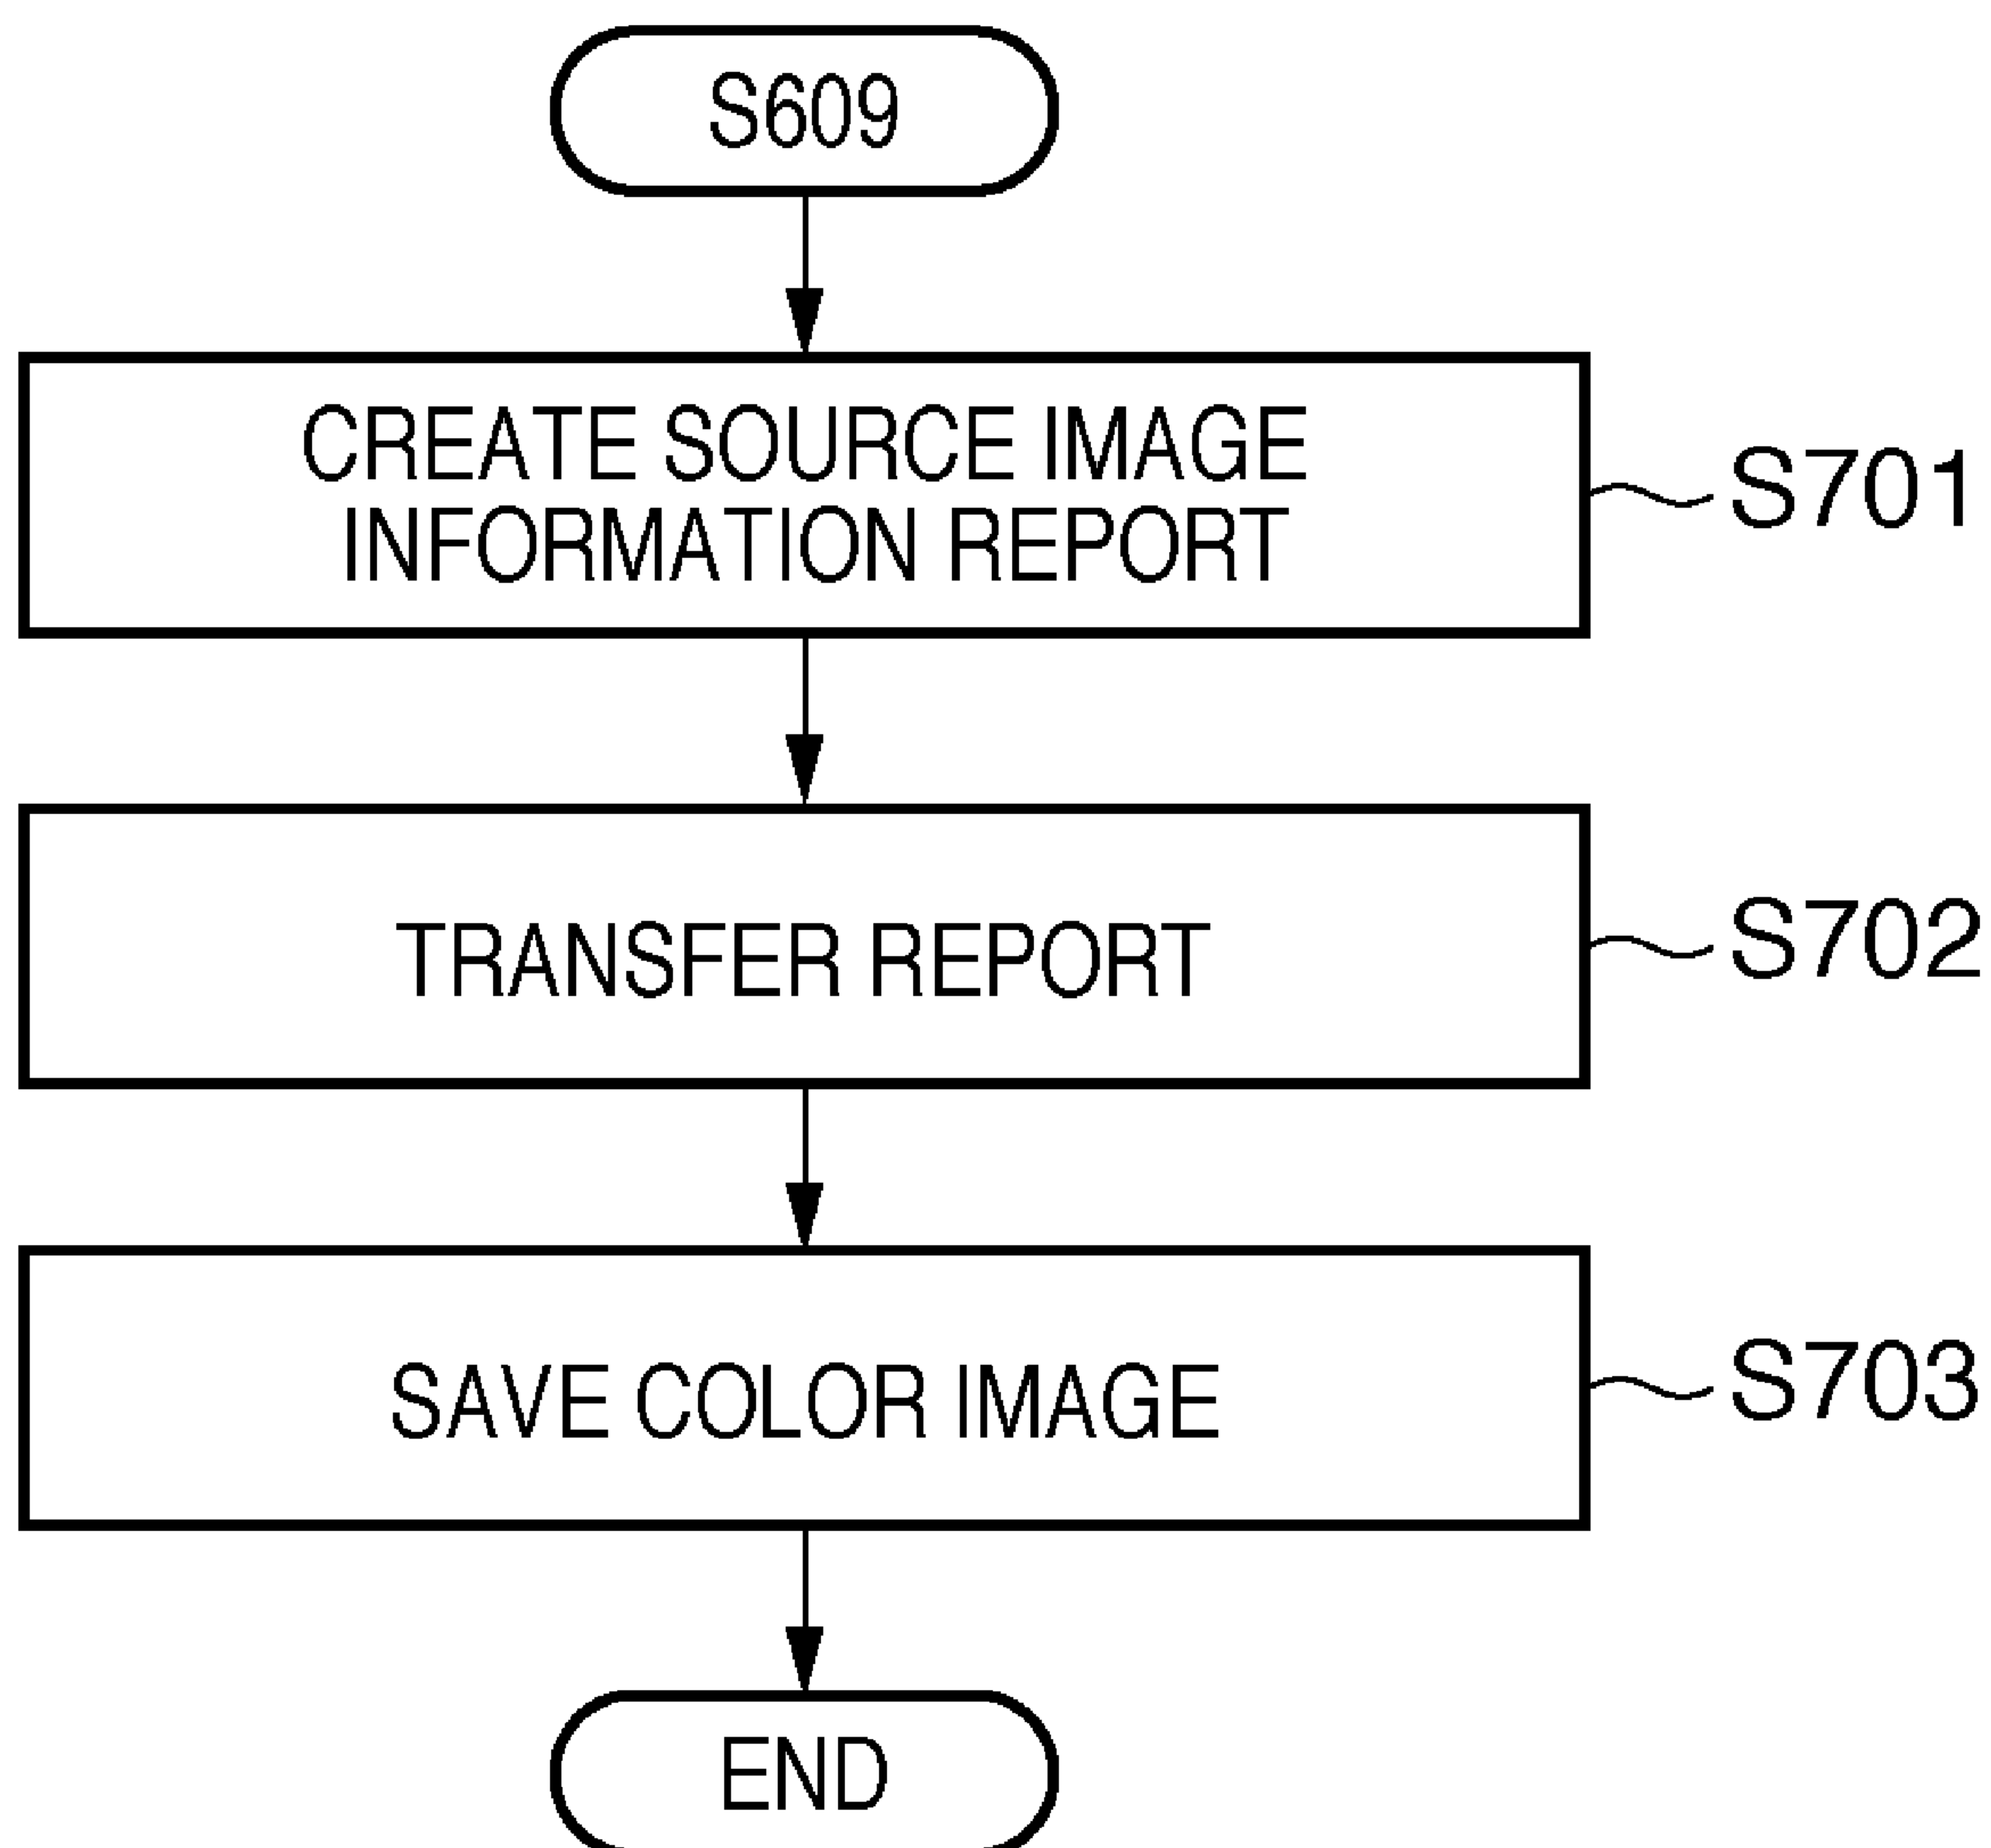 S609
CREATE SOURCE IMAGE
INFORMATION REPORT
S701
TRANSFER REPORT
S702
SAVE COLOR IMAGE
S703
END